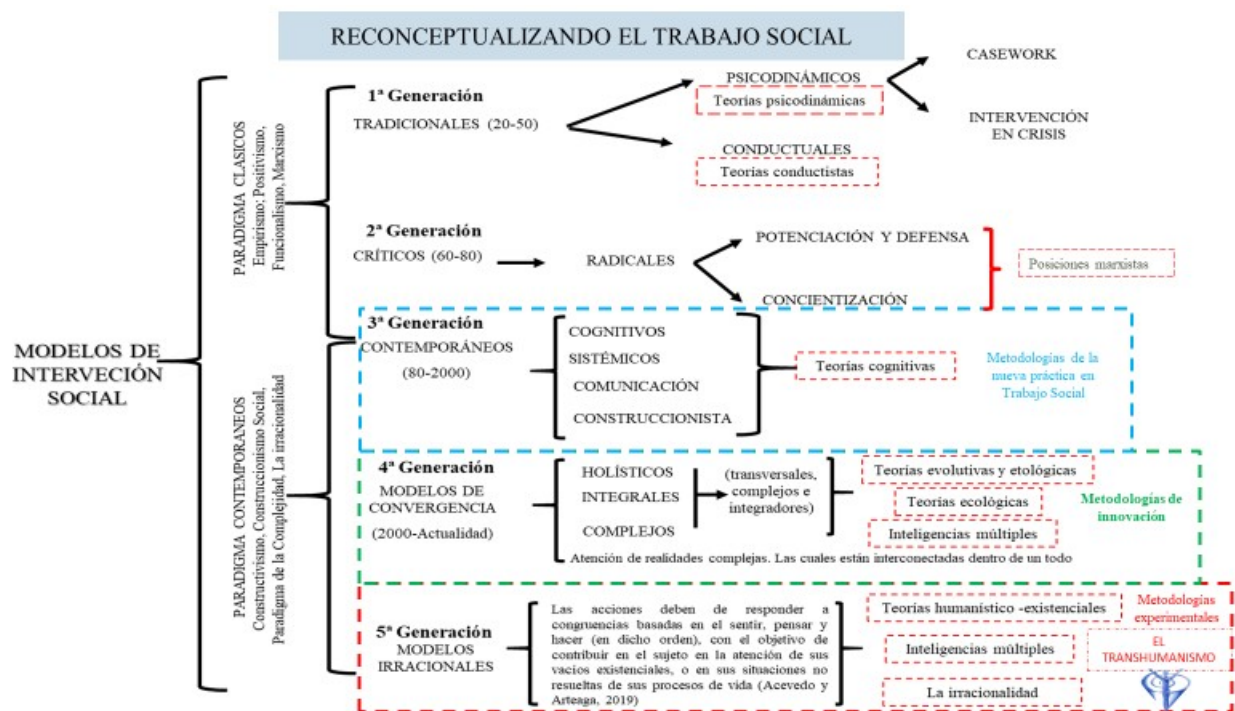 RECONCEPTUALIZANDO EL TRABAJO SOCIAL
MODELOS DE
INTERVECIÓN
SOCIAL
PARADIGMA CLASICOS
Empirismo; Positivismo,
Funcionalismo, Marxismo
1ª Generación
TRADICIONALES (20-50)
PSICODINÁMICOS
Teorías psicodinámicas
CASEWORK
INTERVENCIÓN
EN CRISIS
CONDUCTUALES
Teorías conductistas
2ª Generación
CRÍTICOS (60-80)
RADICALES
POTENCIACIÓN Y DEFENSA
CONCIENTIZACIÓN
Posiciones marxistas
PARADIGMA CONTEMPORANEOS
Constructivismo, Construccionismo Social,
Paradigma de la Complejidad, La irracionalidad
3ª Generación
CONTEMPORÁNEOS
(80-2000)
COGNITIVOS
SISTÉMICOS
COMUNICACIÓN
CONSTRUCCIONISTA
Teorías cognitivas
Metodologías de la
nueva práctica en
Trabajo Social
4ª Generación
MODELOS DE
CONVERGENCIA
(2000-Actualidad)
HOLÍSTICOS
INTEGRALES
COMPLEJOS
(transversales,
complejos e
integradores)
Teorías evolutivas y etológicas
Teorías ecológicas
Inteligencias múltiples
Metodologías de
innovación
Atención de realidades complejas. Las cuales están interconectadas dentro de un todo
5ª Generación
MODELOS
IRRACIONALES
Las acciones deben de responder a
congruencias basadas en el sentir, pensar y
hacer (en dicho orden), con el objetivo de
contribuir en el sujeto en la atención de sus
vacios existenciales, o en sus situaciones no
resueltas de sus procesos de vida (Acevedo y
Arteaga, 2019)
Teorías humanístico -existenciales
Inteligencias múltiples
La irracionalidad
Metodologías
experimentales
EL
TRANSHUMANISMO